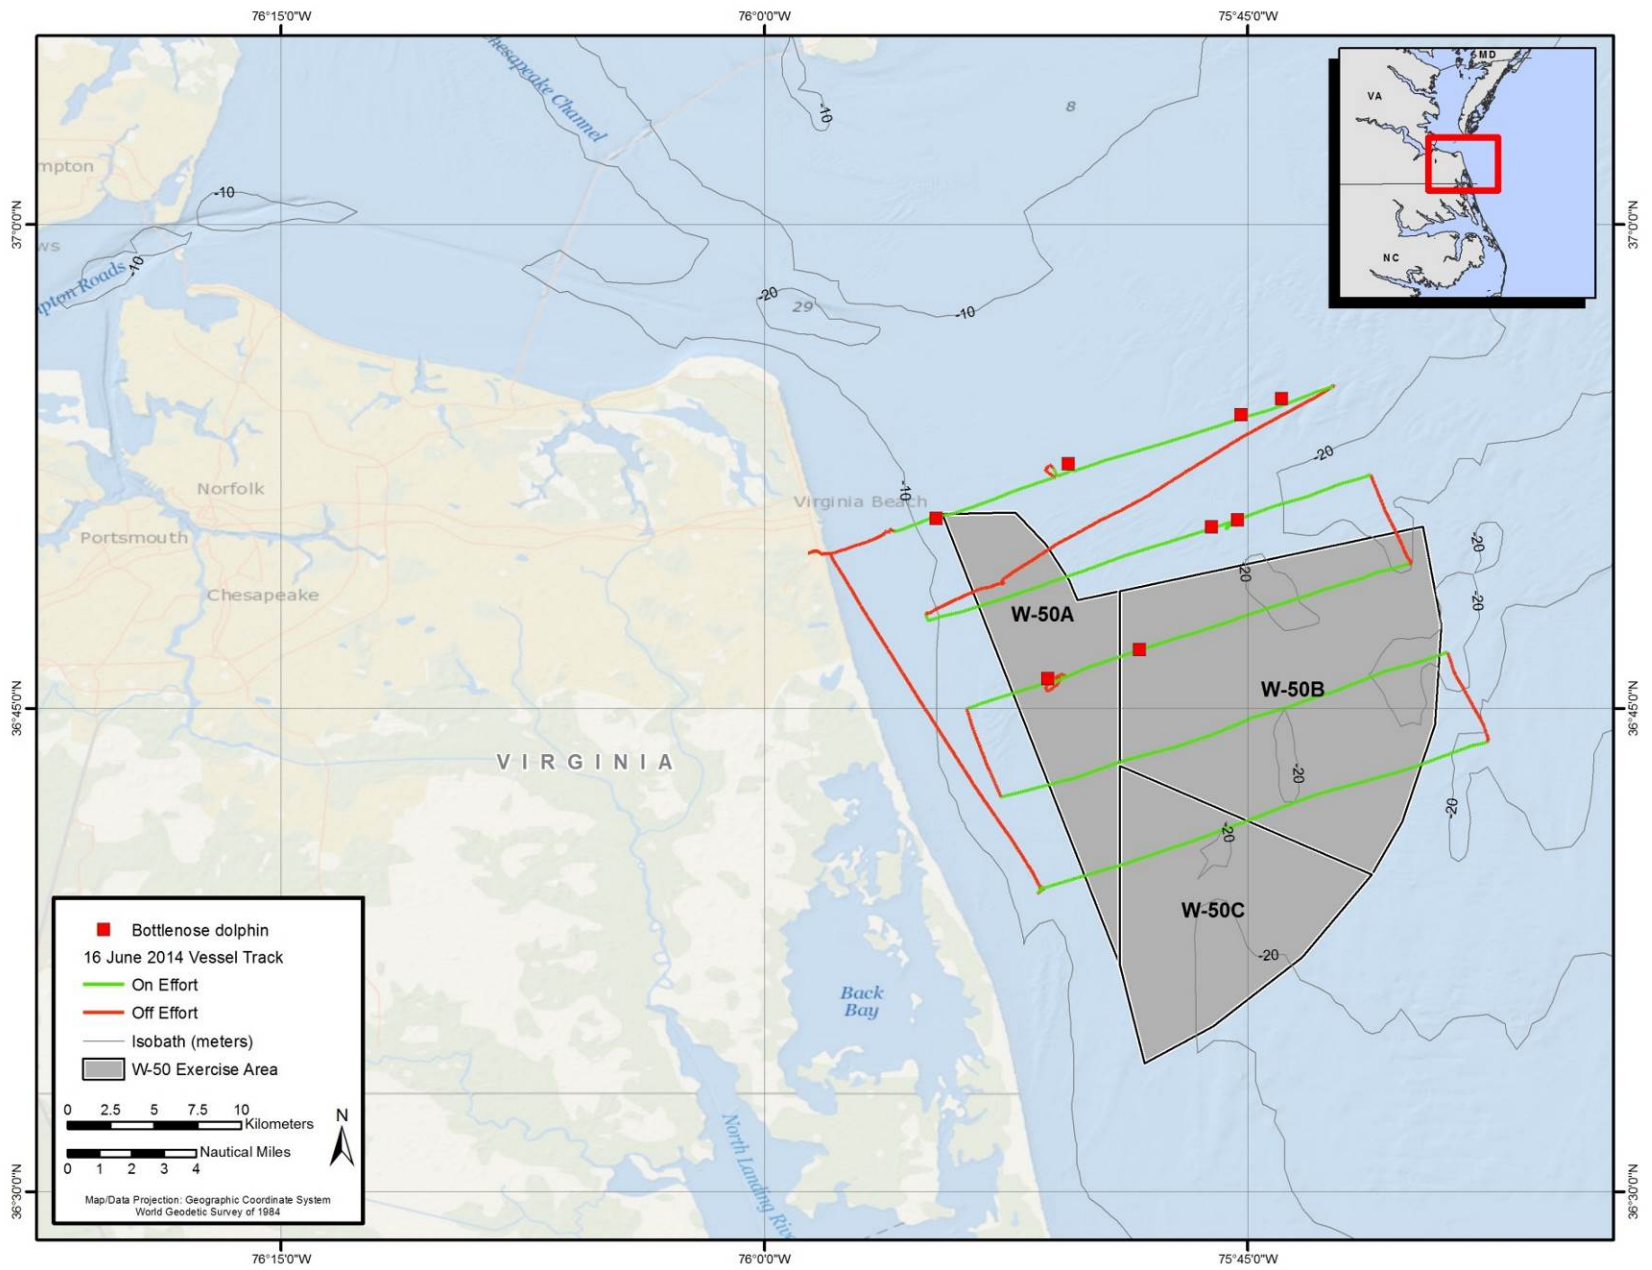 76°15'0"W
76°0'0"W
75°45'0"W
hesapeake Channel
-10
8
MD
VA
NC
mpton
-10
37°0'0"N
37°0'0"N
ws
-10
pton Roads
-20
29
-10
-20
-10
Norfolk
Virginia Beach
Portsmouth
-20
-20
Chesapeake
-20
W-50A
36°45'0"N
W-50B
36°45'0"N
VIRGINIA
-20
-20
-20
W-50C
-20
Back
Bay
Bottlenose dolphin
16 June 2014 Vessel Track
On Effort
Off Effort
Isobath (meters)
W-50 Exercise Area
0 2.5 5 7.5 10
Kilometers
N
Nautical Miles
0 1 2 3 4
Map/Data Projection: Geographic Coordinate System
World Geodetic Survey of 1984
North Landing Riv
36°30'0"N
36°30'0"N
76°15'0"W
76°0'0"W
75°45'0"W